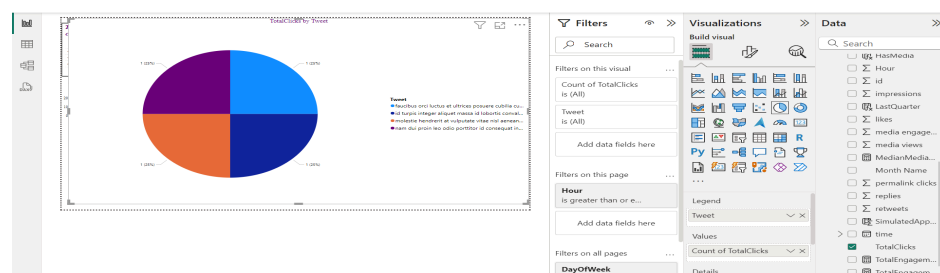 TotalClicks by Tweet
1 (25%)
1 (25%)
1 (25%)
1 (25%)
Tweet
faucibus orci luctus et ultrices posuere cubilia cu...
id turpis integer aliquet massa id lobortis conval...
molestie hendrerit at vulputate vitae nisl aenean...
nam dui proin leo odio porttitor id consequat in...
Filters
Search
Filters on this visual
Count of TotalClicks
is (All)
Tweet
is (All)
Add data fields here
Filters on this page
Hour
is greater than or e...
Add data fields here
Filters on all pages
DayOfWeek
Visualizations
Build visual
R
Py
Legend
Tweet
Values
Count of TotalClicks
Details
Data
Search
HasMedia
Hour
id
impressions
LastQuarter
likes
media engage...
media views
MedianMedia...
Month Name
permalink clicks
replies
retweets
SimulatedApp...
time
TotalClicks
TotalEngagem...
TotalEngagem...